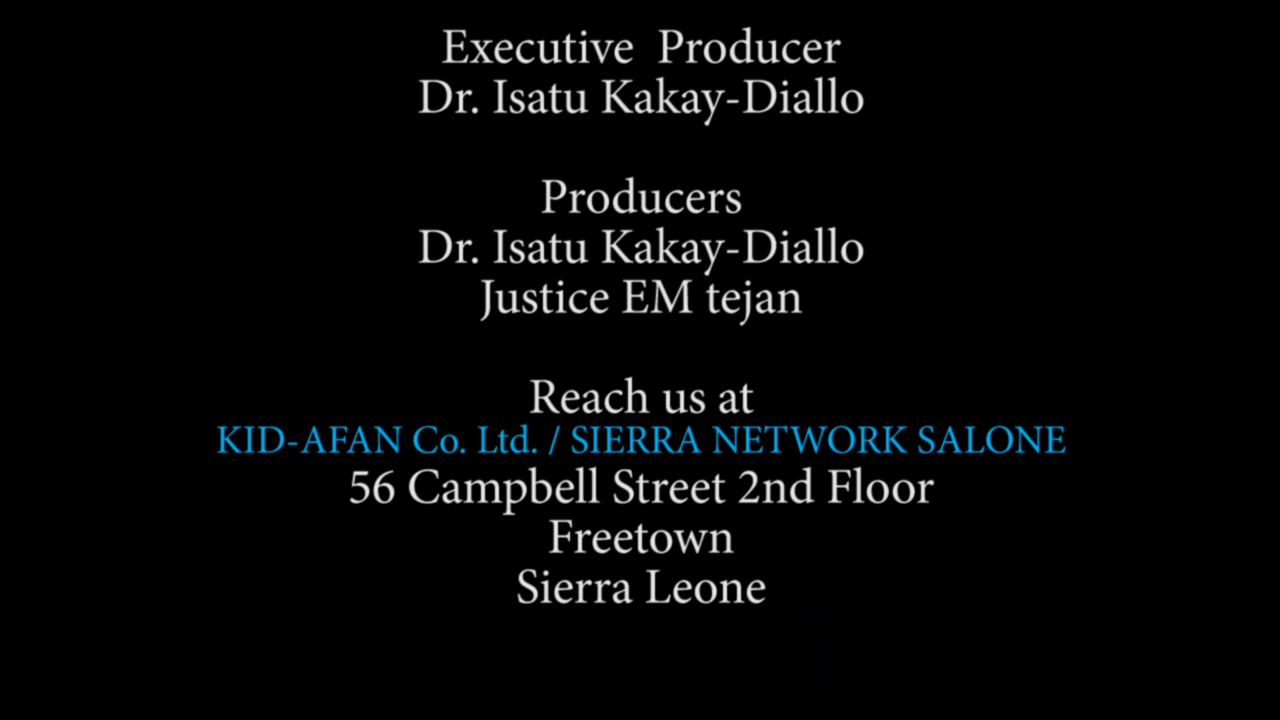 Executive Producer
Dr. Isatu Kakay-Diallo
Producers
Dr. Isatu Kakay-Diallo
Justice EM tejan
Reach us at
KID-AFAN Co. Ltd. / SIERRA NETWORK SALONE
56 Campbell Street 2nd Floor
Freetown
Sierra Leone